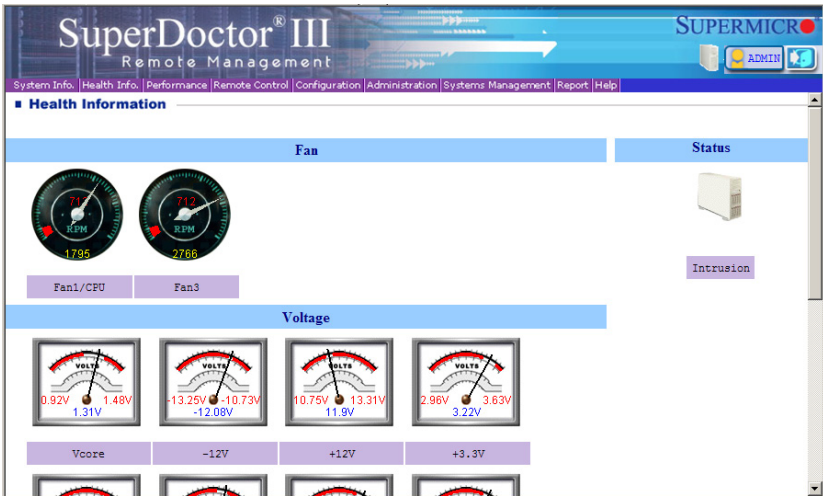 SuperDoctor® III
Remote Management
SUPERMICRO
ADMIN
System Info. Health Info. Performance Remote Control Configuration Administration Systems Management Report Help
Health Information
Fan
Status
712
RPM
1795
712
RPM
2766
Fan1/CPU
Fan3
Intrusion
Voltage
VOLTS
0.92V 1.48V
1.31V
VOLTS
-13.25V -10.73V
-12.08V
VOLTS
10.75V 13.31V
11.9V
VOLTS
2.96V 3.63V
3.22V
Vcore
-12V
+12V
+3.3V